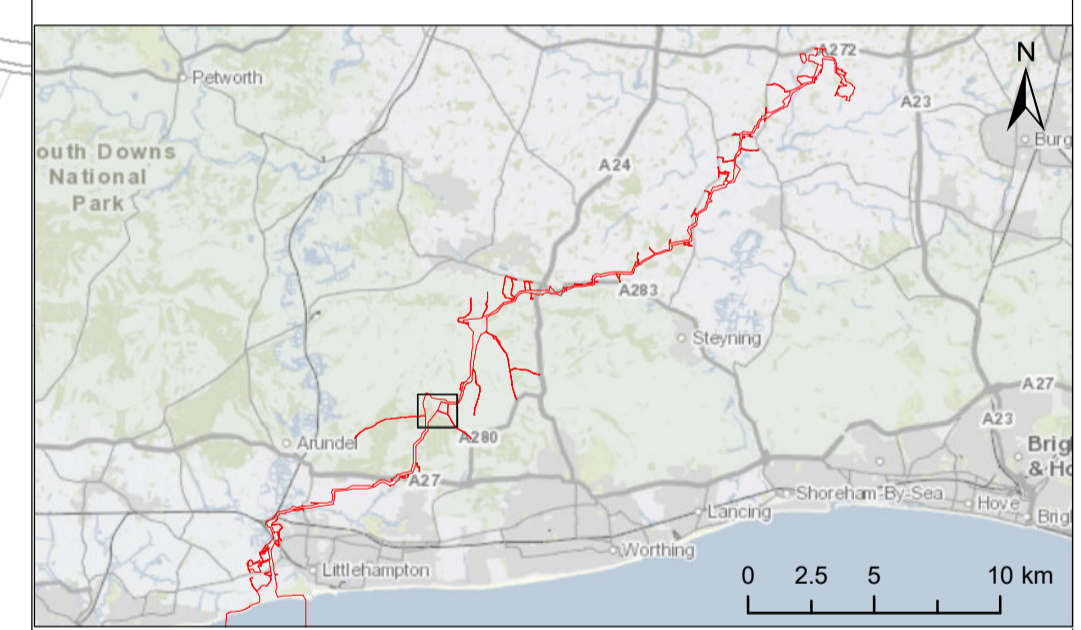 A272
N
Petworth
A23
Burg
outh Downs
National
Park
A24
A283
Steyning
A27
A23
Arundel
A280
Brig
& Ho
A27
Shoreham-By-Sea
Hove
Lancing
Brigh
Worthing
Littlehampton
0 2.5 5 10 km